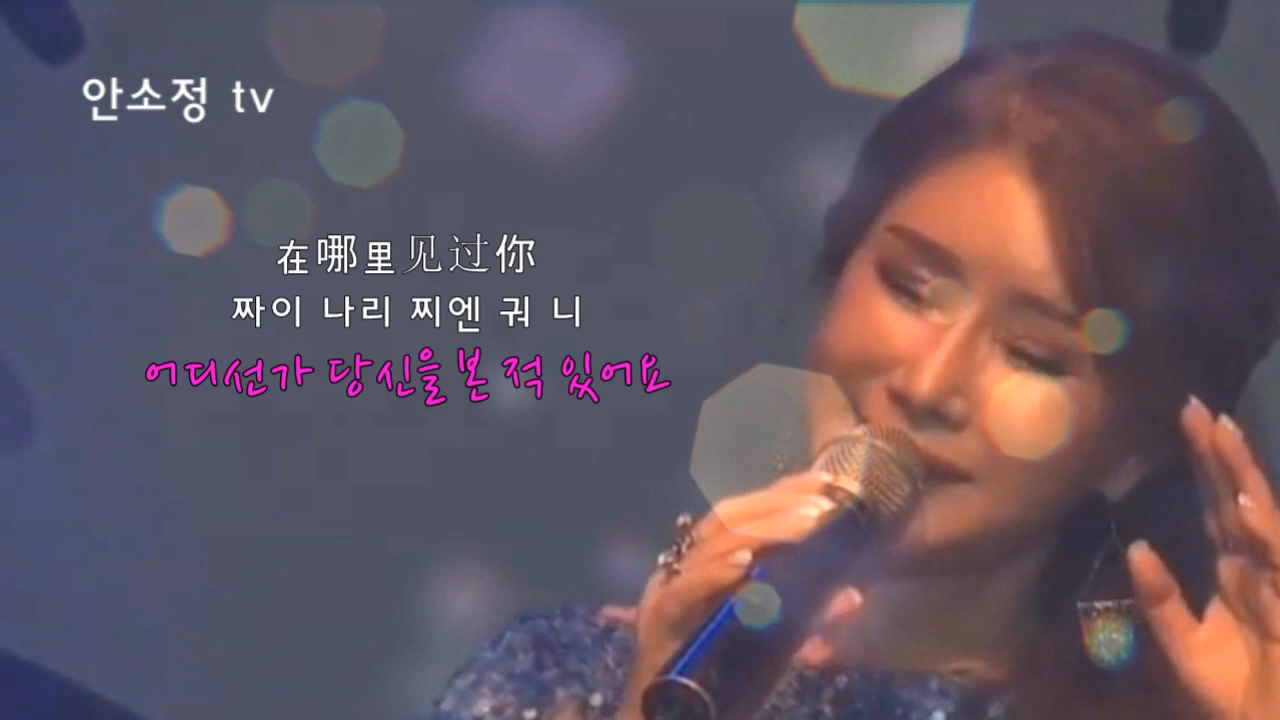 안소정 tv
在哪里见过你
짜이 나리 찌엔 궈 니
어디선가 당신을 본 적 있어요